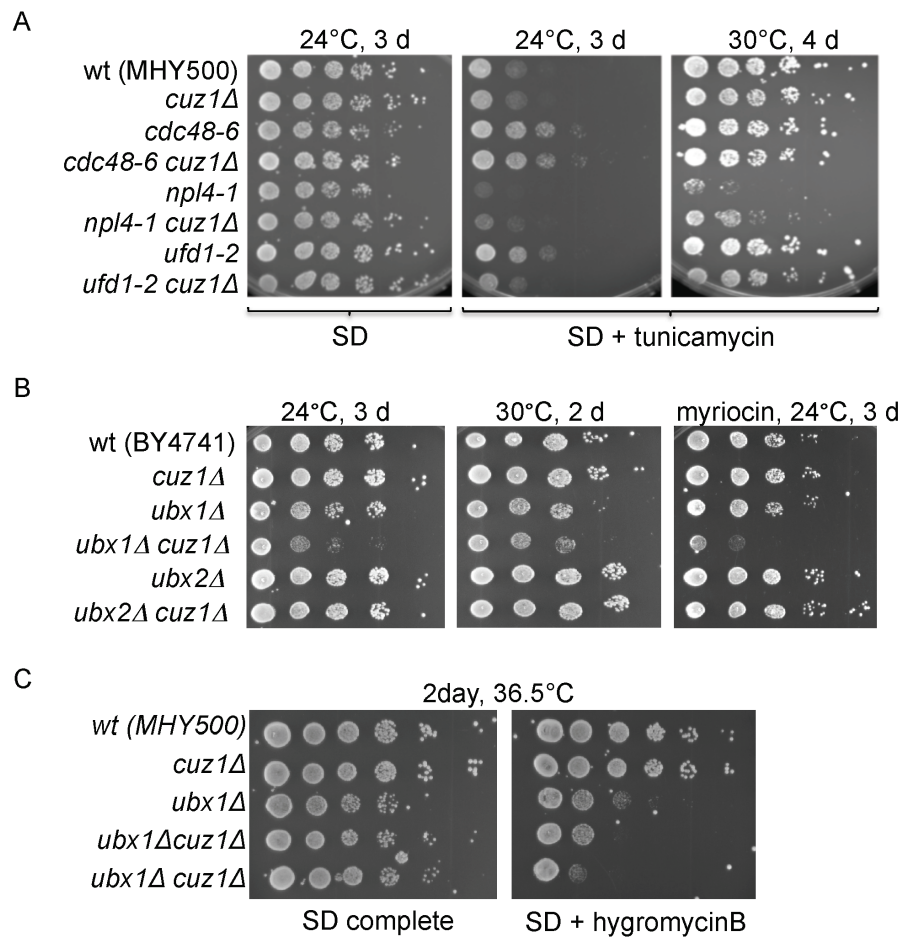 A
24°C, 3 d
24°C, 3 d
30°C, 4 d
wt (MHY500)
cuz1Δ
cdc48-6
cdc48-6 cuz1Δ
npl4-1
npl4-1 cuz1Δ
ufd1-2
ufd1-2 cuz1Δ
SD
SD + tunicamycin
B
24°C, 3 d
30°C, 2 d
myriocin, 24°C, 3 d
wt (BY4741)
cuz1Δ
ubx1Δ
ubx1Δ cuz1Δ
ubx2Δ
ubx2Δ cuz1Δ
C
2day, 36.5°C
wt (MHY500)
cuz1Δ
ubx1Δ
ubx1Δcuz1Δ
ubx1Δ cuz1Δ
SD complete
SD + hygromycinB